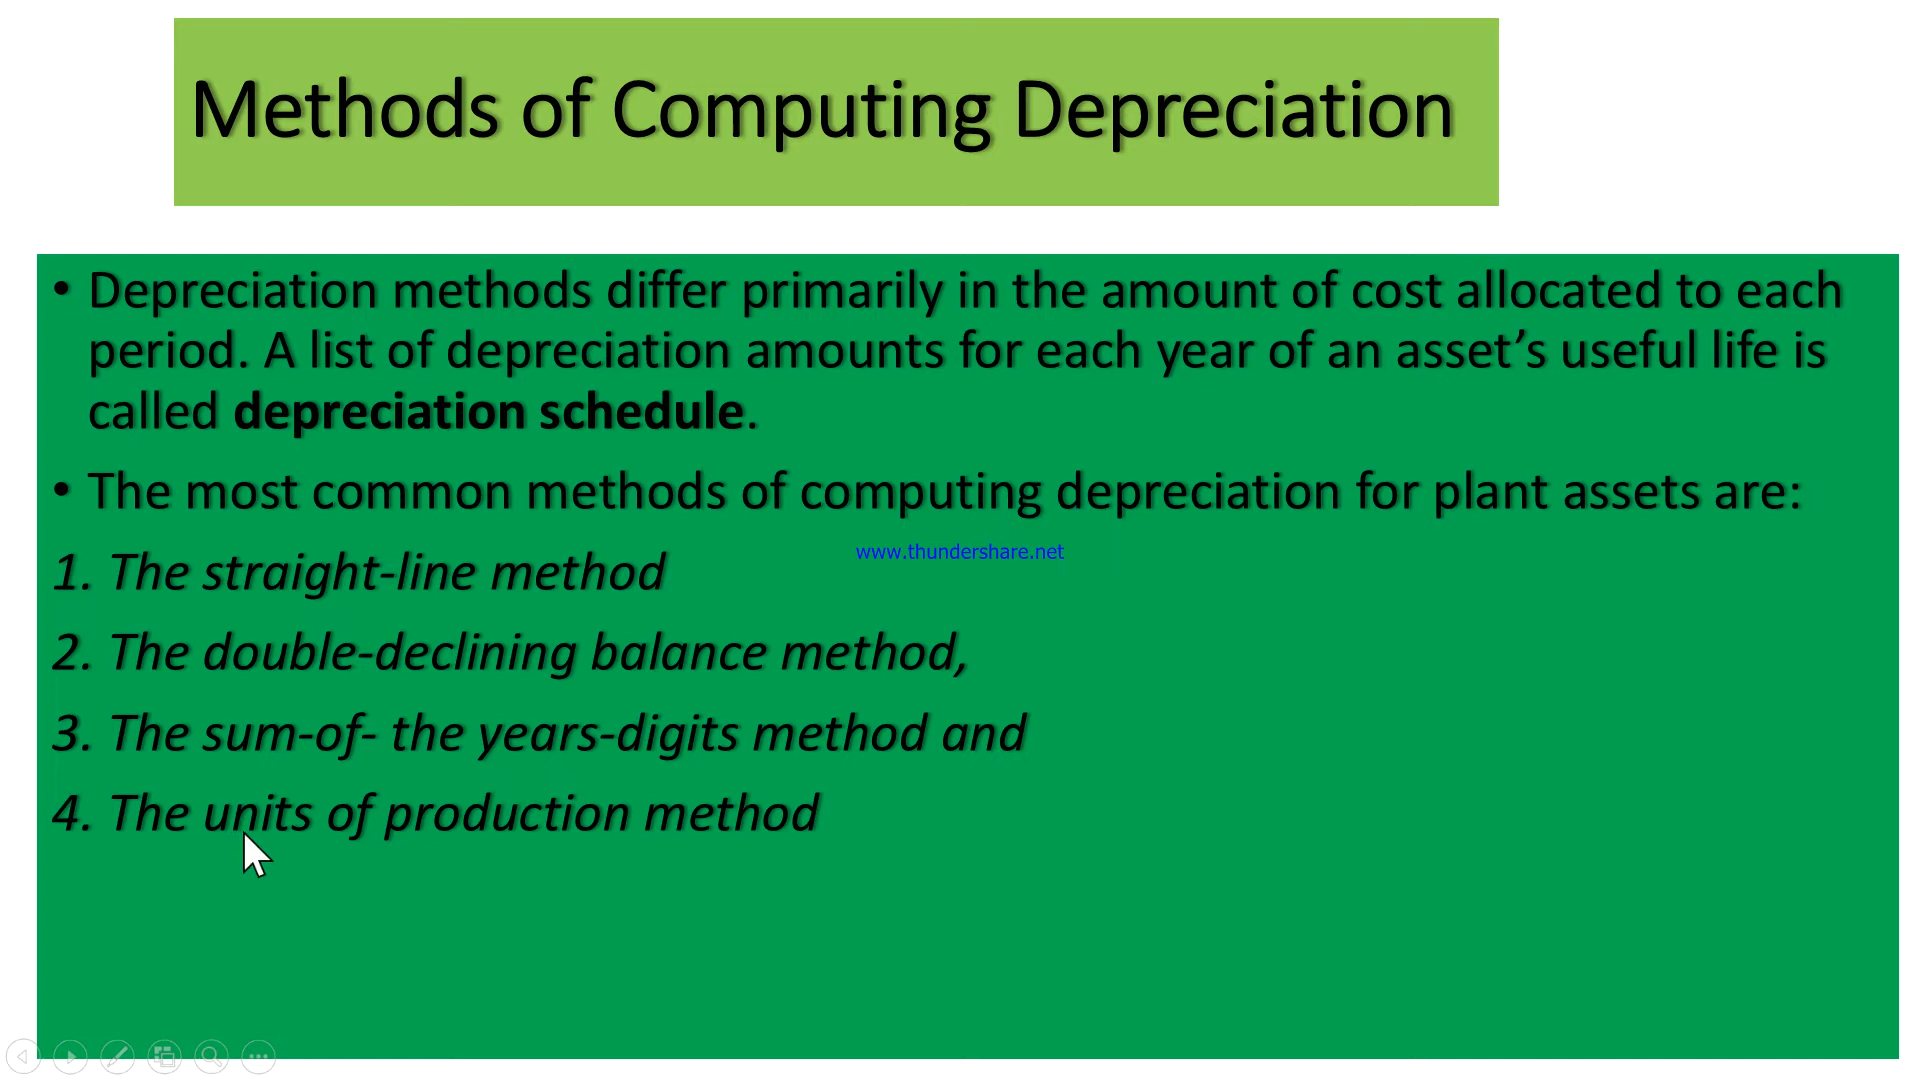 Methods of Computing Depreciation
• Depreciation methods differ primarily in the amount of cost allocated to each
period. A list of depreciation amounts for each year of an asset’s useful life is
called depreciation schedule.
• The most common methods of computing depreciation for plant assets are:
www.thundershare.net
1. The straight-line method
2. The double-declining balance method,
3. The sum-of- the years-digits method and
4. The units of production method